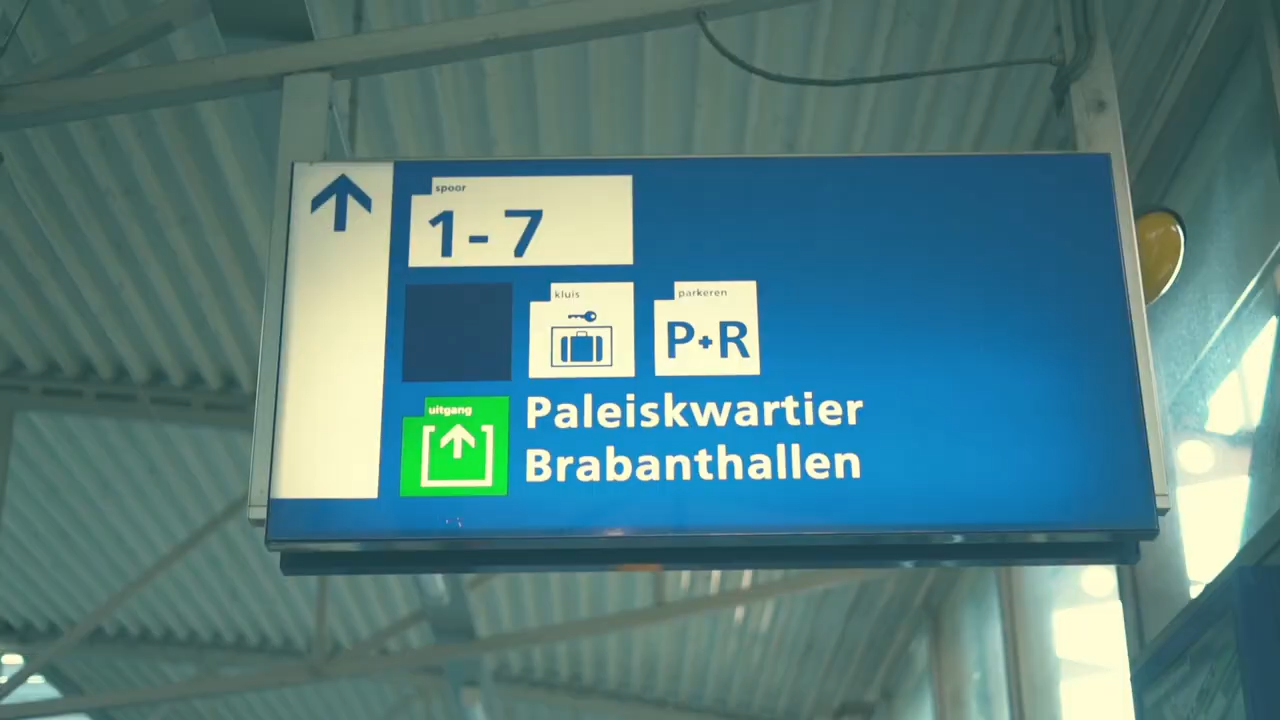 spoor
1-7
kluis
parkeren
P+R
uitgang
Paleiskwartier
Brabanthallen